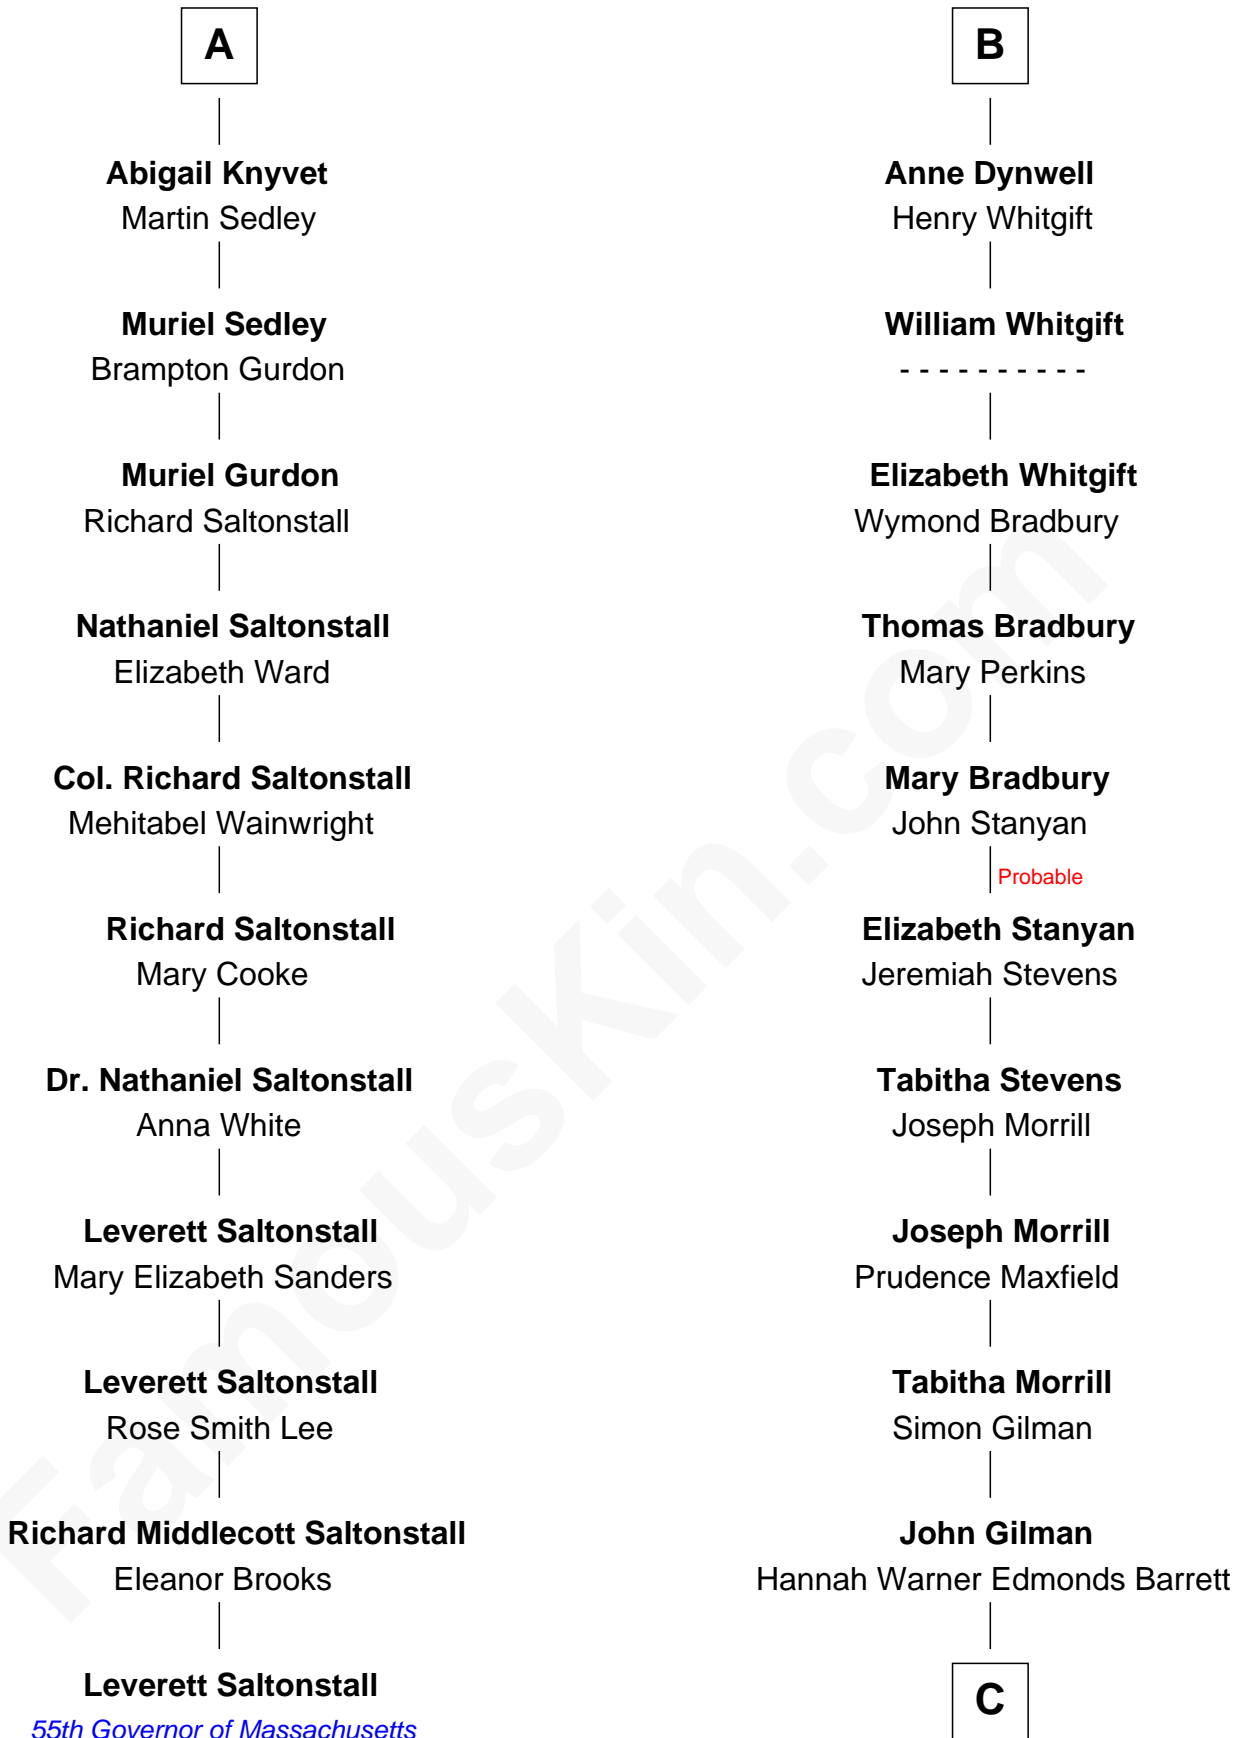 A
Abigail Knyvet
Martin Sedley
Muriel Sedley
Brampton Gurdon
Muriel Gurdon
Richard Saltonstall
Nathaniel Saltonstall
Elizabeth Ward
Col. Richard Saltonstall
Mehitabel Wainwright
Richard Saltonstall
Mary Cooke
Dr. Nathaniel Saltonstall
Anna White
Leverett Saltonstall
Mary Elizabeth Sanders
Leverett Saltonstall
Rose Smith Lee
Richard Middlecott Saltonstall
Eleanor Brooks
Leverett Saltonstall
55th Governor of Massachusetts
B
Anne Dynwell
Henry Whitgift
William Whitgift
- - - - - - - - - -
Elizabeth Whitgift
Wymond Bradbury
Thomas Bradbury
Mary Perkins
Mary Bradbury
John Stanyan
Probable
Elizabeth Stanyan
Jeremiah Stevens
Tabitha Stevens
Joseph Morrill
Joseph Morrill
Prudence Maxfield
Tabitha Morrill
Simon Gilman
John Gilman
Hannah Warner Edmonds Barrett
C
FamousKin.com